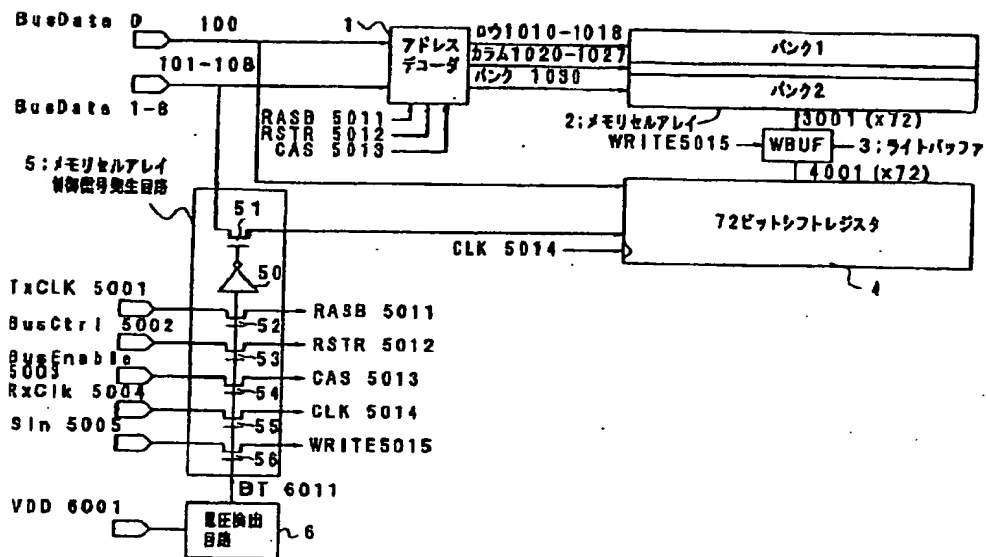 BusData 0
100
101-108
BusData 1-8
1
アドレス
デコーダ
ロウ1010-1018
カラム1020-1027
バンク 1030
RASB 5011
RSTR 5012
CAS 5013
バンク1
バンク2
2;メモリセルアレイ
3001 (x72)
WRITE5015
WBUF
3;ライトバッファ
4001 (x72)
72ビットシフトレジスタ
CLK 5014
4
5;メモリセルアレイ
制御信号発生回路
51
50
TxCLK 5001
RASB 5011
52
BusCtrl 5002
RSTR 5012
53
BusEnable
5003
CAS 5013
54
RxClk 5004
CLK 5014
55
SIn 5005
WRITE5015
56
DT 6011
VDD 6001
電圧検出
回路
6